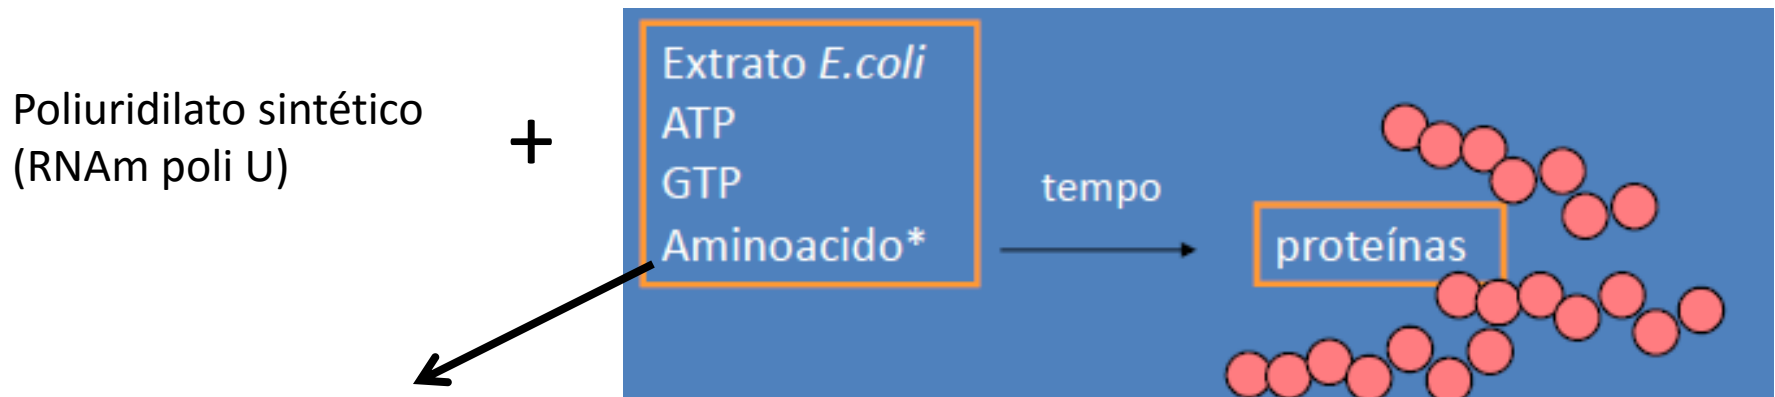 Poliuridilato sintético
(RNAm poli U)
+
Extrato E.coli
ATP
GTP
Aminoacido*
tempo
proteínas